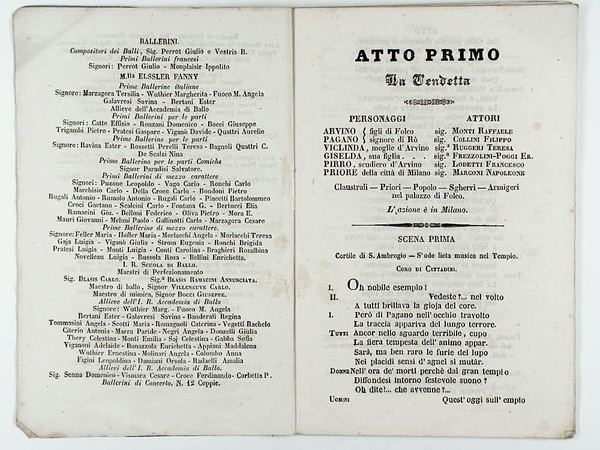 BALLERINI.
Compositori dei Balli, Sig. Perrot Giulio e Vestris B.
Primi Ballerini francesi
Signori: Perrot Giulio - Monplaisir Ippolito
M.lla ELSSLER FANNY
Prime Ballerine italiane
Signore: Marzagora Tersilia - Wuthier Margherita - Fuoco M. Angela
Galavresi Savina - Bertani Ester
Allieve dell'Accademia di Ballo
Primi Ballerini per le parti
Signori: Catte Effisio - Ronzani Domenico - Bocci Giuseppe
Trigambi Pietro - Pratesi Gaspare - Viganò Davide - Quattri Aurelio
Prime Ballerine per le parti
Signore: Ravina Ester - Rossetti Perelli Teresa - Bagnoli Quattri C.
De Scalzi Nina
Primo Ballerino per le parti Comiche
Signor Paradisi Salvatore.
Primi Ballerini di mezzo carattere
Signori: Puzone Leopoldo - Vago Carlo - Ronchi Carlo
Marchisio Carlo - Della Croce Carlo - Bondoni Pietro
Rugali Antonio - Rumolo Antonio - Rugali Carlo - Pincetti Bartolommeo
Croci Gaetano - Scalcini Carlo - Fontana G. - Bertucci Elia
Ramacini Giu. - Belloni Federico - Oliva Pietro - Mora E.
Mauri Giovanni - Meloni Paolo - Gallinotti Carlo - Marzagora Cesare
Prime Ballerine di mezzo carattere.
Signore: Feller Maria - Hoffer Maria - Morlacchi Angela - Morlacchi Teresa
Gaja Luigia - Viganò Giulia - Strom Eugenia - Ronchi Brigida
Pratesi Luigia - Monti Luigia - Conti Carolina - Braghieri Rosalbina
Novelleau Luigia - Bussola Rosa - Bellini Enrichetta.
I. R. SCUOLA DI BALLO.
Maestri di Perfezionamento
Sig. BLASIS CARLO. Sig.ª BLASIS RAMACINI ANNUNCIATA.
Maestro di ballo, Signor VILLENEUVE CARLO.
Maestro di mimica, Signor BOCCI GIUSEPPE.
Allieve dell'I. R. Accademia di Ballo.
Signore: Wuthier Marg. - Fuoco M. Angela
Bertani Ester - Galavresi Savina - Banderali Regina
Tommasini Angela - Scotti Maria - Romagnoli Caterina - Vegetti Rachele
Citerio Antonia - Marra Paride - Negri Angela - Donzelli Giulia
Thery Celestina - Monti Emilia - Saj Celestina - Gabba Sofia
Viganoni Adelaide - Bonazzola Enrichetta - Appiani Maddalena
Wuthier Ernestina - Molinari Angela - Colombo Anna
Figini Leopoldina - Damiani Orsola - Radaelli Amalia
Allievi dell'I. R. Accademia di Ballo.
Sig. Senna Domenico - Vismara Cesare - Croce Ferdinando - Corbetta P.
Ballerini di Concerto, N. 12 Coppie.
ATTO PRIMO
La Vendetta
PERSONAGGI ATTORI
ARVINO figli di Folco sig. MONTI RAFFAELE
PAGANO signore di Rò sig. COLLINI FILIPPO
VICLINDA, moglie d'Arvino sig.ª RUGGERI TERESA
GISELDA, sua figlia . . . sig.ª FREZZOLINI-POGGI ER.
PIRRO, scudiero d'Arvino sig. LODETTI FRANCESCO
PRIORE della città di Milano sig. MARCONI NAPOLEONE
Claustrali - Priori - Popolo - Sgherri - Armigeri
nel palazzo di Folco.
L'azione è in Milano.
SCENA PRIMA
Cortile di S. Ambrogio - S'ode lieta musica nel Tempio.
CORO DI CITTADINI.
I. Oh nobile esempio!
II. Vedeste?.. nel volto
A tutti brillava la gioja del core.
I. Però di Pagano nell'occhio travolto
La traccia apparriva del lungo terrore.
TUTTI Ancor nello sguardo terribile, cupo
La fiera tempesta dell'animo appar.
Sarà, ma ben raro le furie del lupo
Nei placidi sensi d'agnel si mutàr.
DONNE Nell'ora de' morti perchè dal gran tempio
Diffondesi intorno festevole suono?
Oh dite!... che avvenne?...
UOMINI Quest'oggi sull'empio